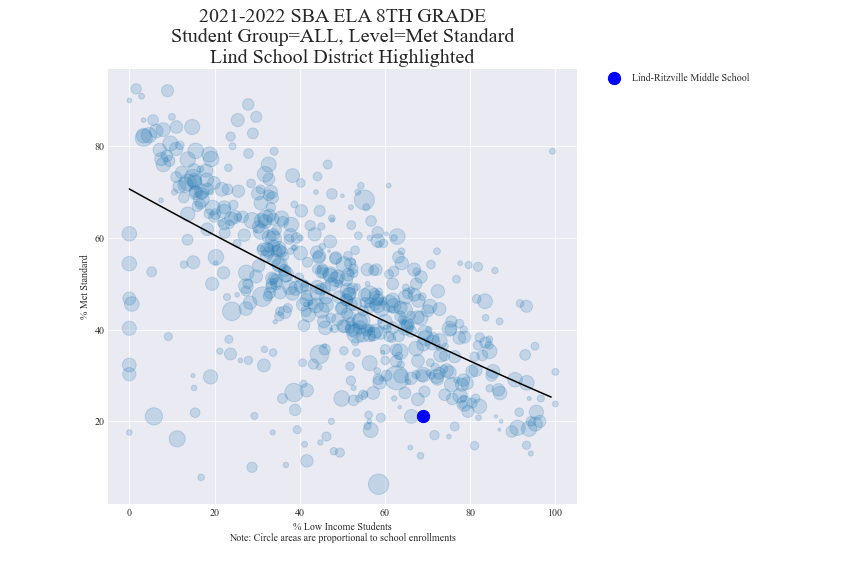 2021-2022 SBA ELA 8TH GRADE
Student Group=ALL, Level=Met Standard
Lind School District Highlighted
Lind-Ritzville Middle School
% Met Standard
80
60
40
20
0 20 40 60 80 100
% Low Income Students
Note: Circle areas are proportional to school enrollments